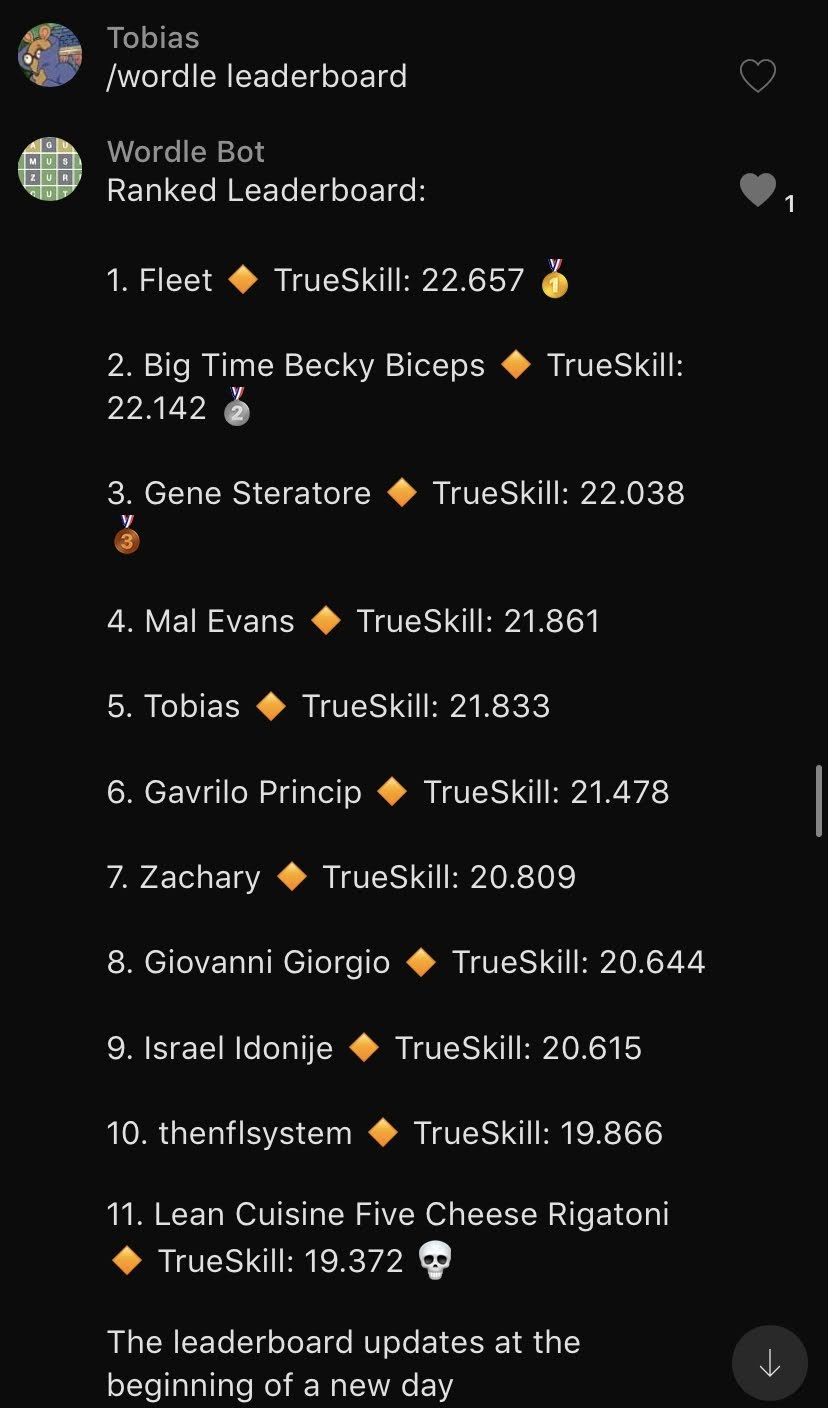 Tobias
/wordle leaderboard
A G U
M U S
Z U R
C U T
Wordle Bot
Ranked Leaderboard:
1
1. Fleet 🔸 TrueSkill: 22.657 🥇
2. Big Time Becky Biceps 🔸 TrueSkill:
22.142 🥈
3. Gene Steratore 🔸 TrueSkill: 22.038
🥉
4. Mal Evans 🔸 TrueSkill: 21.861
5. Tobias 🔸 TrueSkill: 21.833
6. Gavrilo Princip 🔸 TrueSkill: 21.478
7. Zachary 🔸 TrueSkill: 20.809
8. Giovanni Giorgio 🔸 TrueSkill: 20.644
9. Israel Idonije 🔸 TrueSkill: 20.615
10. thenflsystem 🔸 TrueSkill: 19.866
11. Lean Cuisine Five Cheese Rigatoni
🔸 TrueSkill: 19.372 💀
The leaderboard updates at the
beginning of a new day